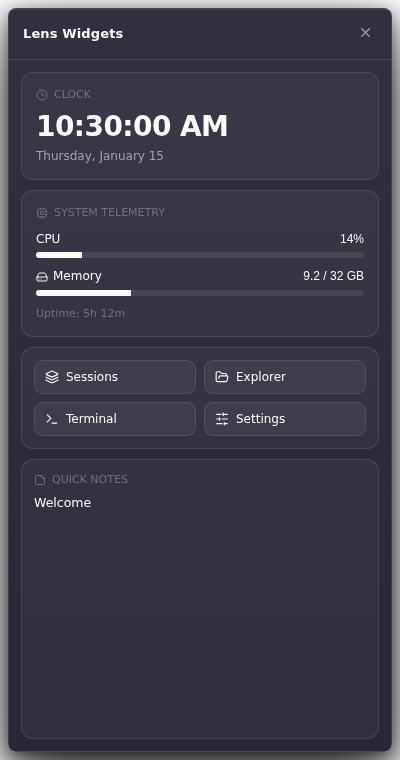 Lens Widgets
CLOCK
10:30:00 AM
Thursday, January 15
SYSTEM TELEMETRY
CPU 14%
Memory 9.2 / 32 GB
Uptime: 5h 12m
Sessions Explorer
Terminal Settings
QUICK NOTES
Welcome